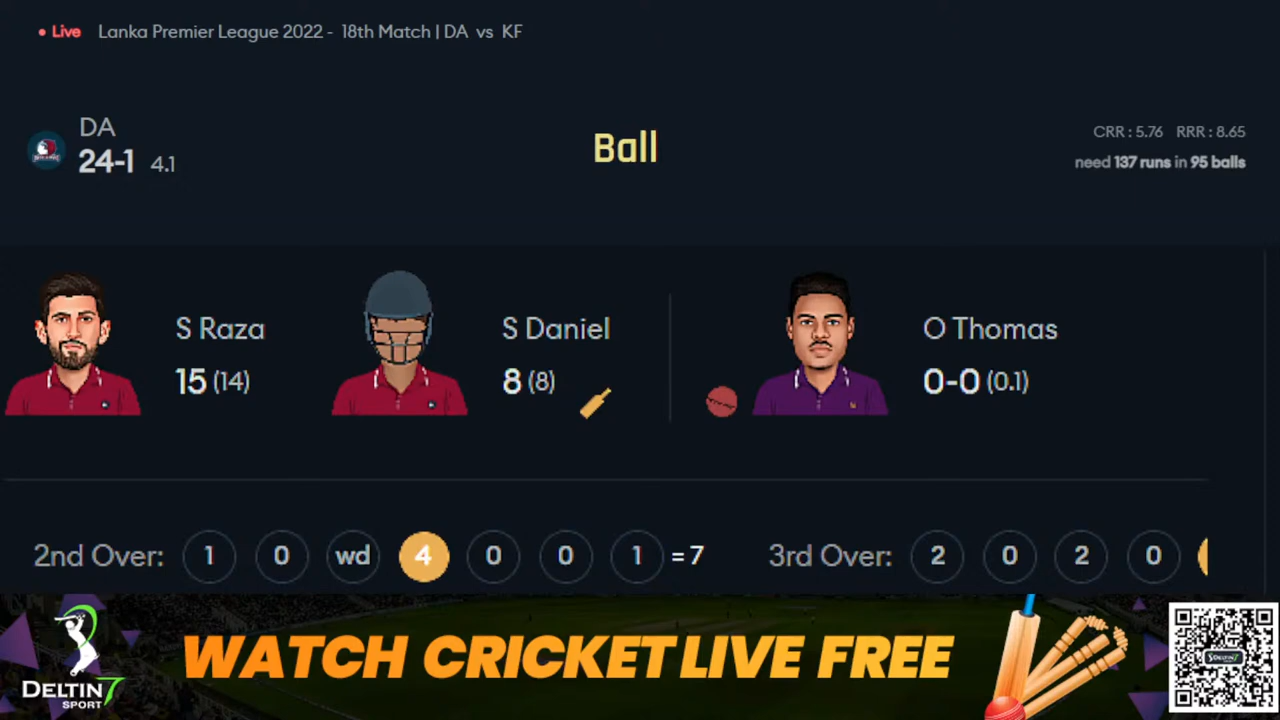 Live Lanka Premier League 2022 - 18th Match | DA vs KF
DA
24-1 4.1
Ball
CRR : 5.76 RRR : 8.65
need 137 runs in 95 balls
S Raza
15 (14)
S Daniel
8 (8)
O Thomas
0-0 (0.1)
2nd Over: 1 0 wd 4 0 0 1 = 7
3rd Over: 2 0 2 0
WATCH CRICKET LIVE FREE
DELTIN7
SPORT